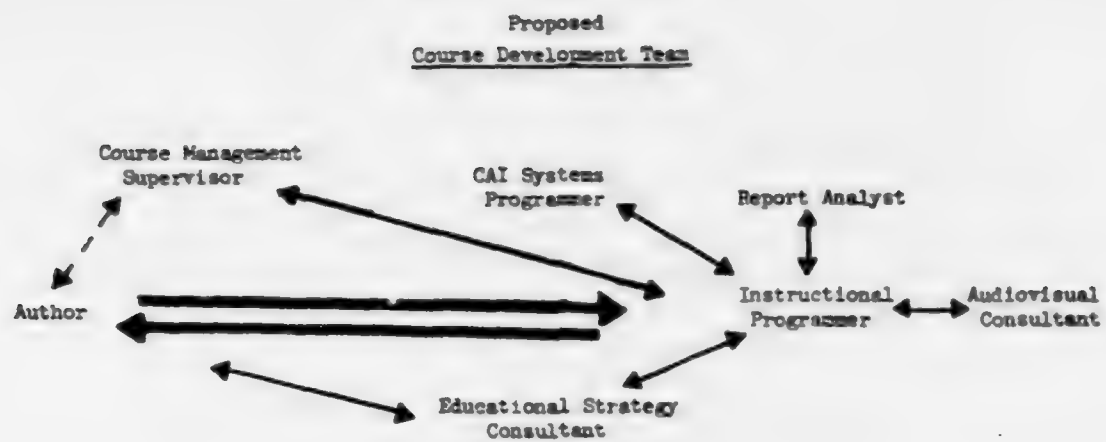 Proposed
Course Development Team
Course Management
Supervisor
CAI Systems
Programmer
Report Analyst
Author
Instructional
Programmer
Audiovisual
Consultant
Educational Strategy
Consultant